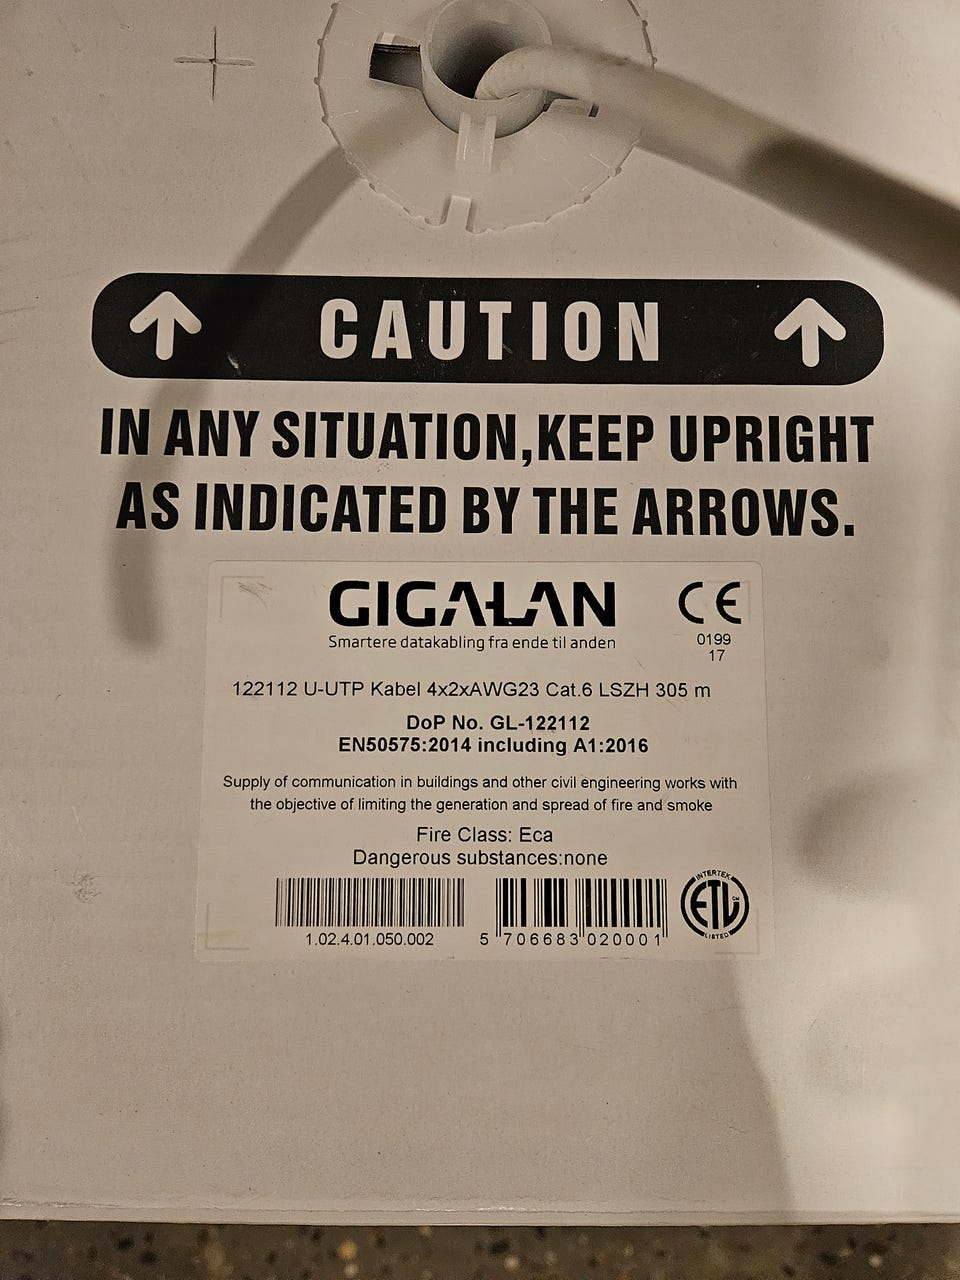 CAUTION
IN ANY SITUATION,KEEP UPRIGHT
AS INDICATED BY THE ARROWS.
GIGALAN
CE
Smartere datakabling fra ende til anden
0199
17
122112 U-UTP Kabel 4x2xAWG23 Cat.6 LSZH 305 m
DoP No. GL-122112
EN50575:2014 including A1:2016
Supply of communication in buildings and other civil engineering works with
the objective of limiting the generation and spread of fire and smoke
Fire Class: Eca
Dangerous substances:none
INTERTEK
ETL CM
LISTED
1.02.4.01.050.002
5 706683 020001